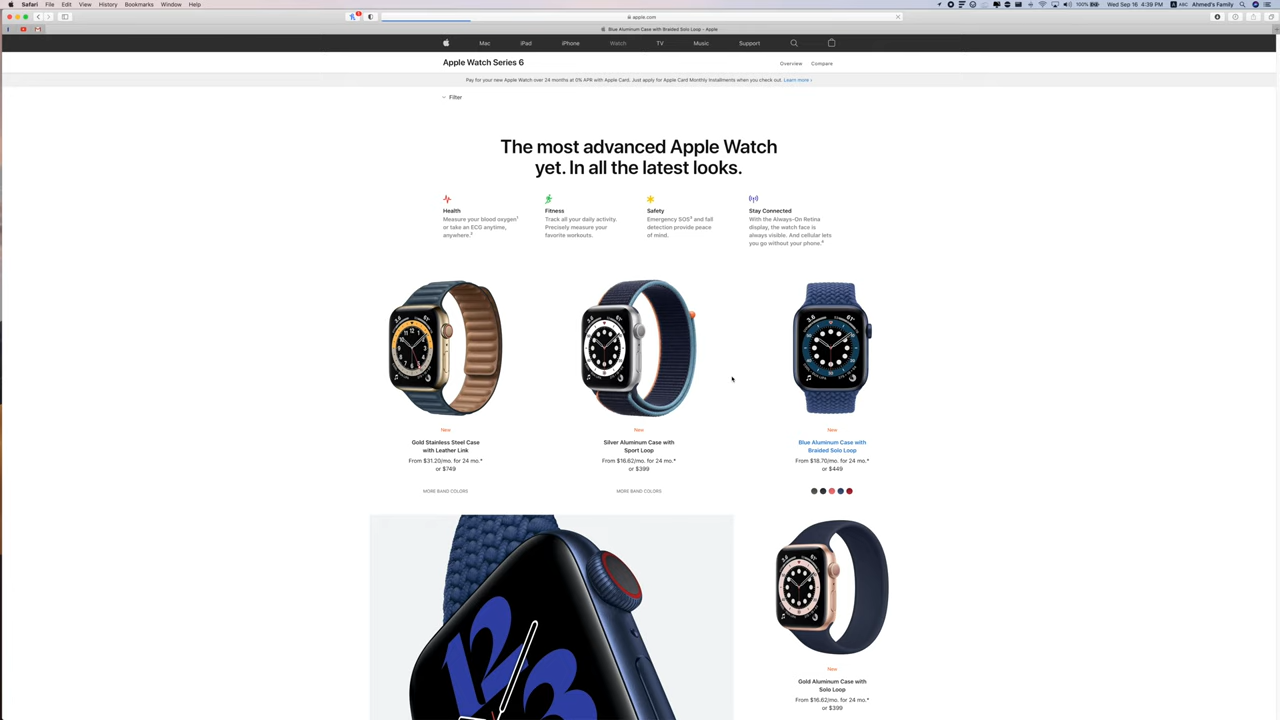 Safari File Edit View History Bookmarks Window Help
100% ABC Wed Sep 16 4:39 PM Ahmed's Family
apple.com
Blue Aluminum Case with Braided Solo Loop - Apple
Mac iPad iPhone Watch TV Music Support
Apple Watch Series 6
Overview Compare
Pay for your new Apple Watch over 24 months at 0% APR with Apple Card. Just apply for Apple Card Monthly Installments when you check out. Learn more ›
Filter
The most advanced Apple Watch
yet. In all the latest looks.
Health
Measure your blood oxygen¹
or take an ECG anytime,
anywhere.²
Fitness
Track all your daily activity.
Precisely measure your
favorite workouts.
Safety
Emergency SOS and fall
detection provide peace
of mind.
Stay Connected
With the Always-On Retina
display, the watch face is
always visible. And cellular lets
you go without your phone.
New
Gold Stainless Steel Case
with Leather Link
From $31.20/mo. for 24 mo.*
or $749
MORE BAND COLORS
New
Silver Aluminum Case with
Sport Loop
From $16.62/mo. for 24 mo.*
or $399
MORE BAND COLORS
New
Blue Aluminum Case with
Braided Solo Loop
From $18.70/mo. for 24 mo.*
or $449
12
3
New
Gold Aluminum Case with
Solo Loop
From $16.62/mo. for 24 mo.*
or $399